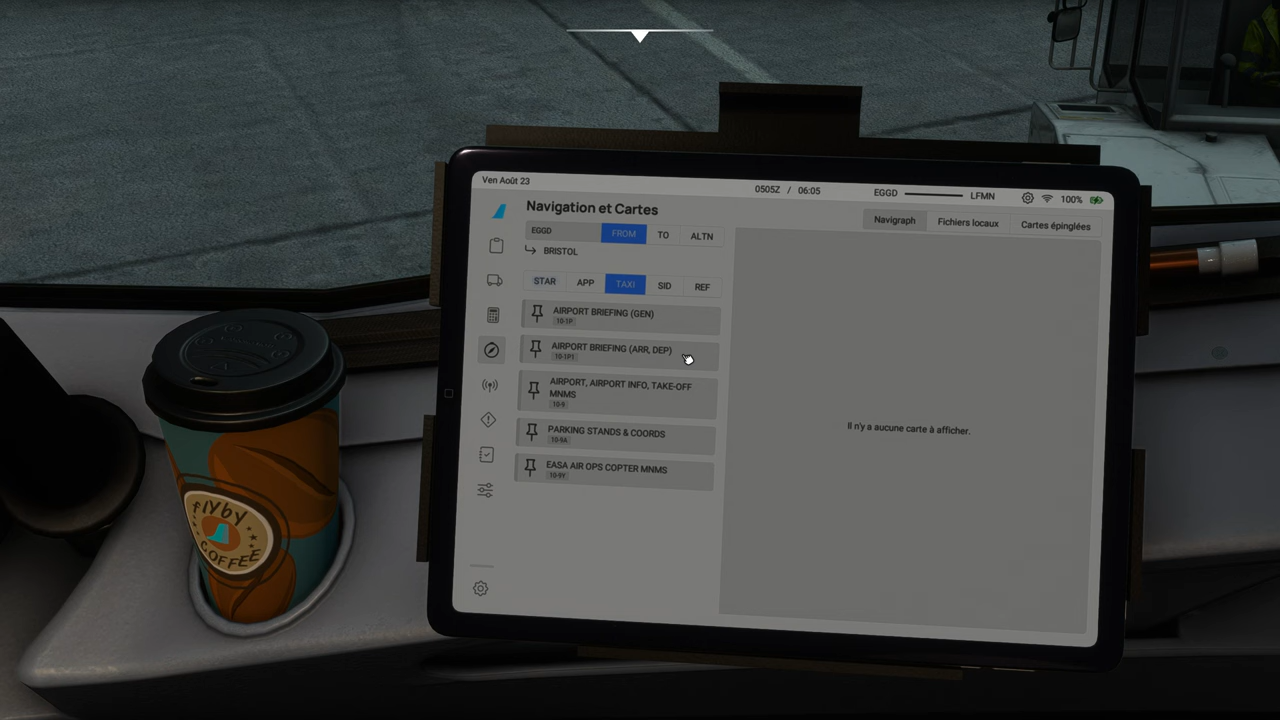 Ven Août 23
0505Z / 06:05
EGGD
LFMN
100%
Navigation et Cartes
Navigraph
Fichiers locaux
Cartes épinglées
EGGD
FROM
TO
ALTN
BRISTOL
STAR
APP
TAXI
SID
REF
AIRPORT BRIEFING (GEN)
10-1P
AIRPORT BRIEFING (ARR, DEP)
10-1P1
AIRPORT, AIRPORT INFO, TAKE-OFF
MNMS
10-9
PARKING STANDS & COORDS
10-9A
EASA AIR OPS COPTER MNMS
10-9Y
Il n'y a aucune carte à afficher.
flyby
COFFEE